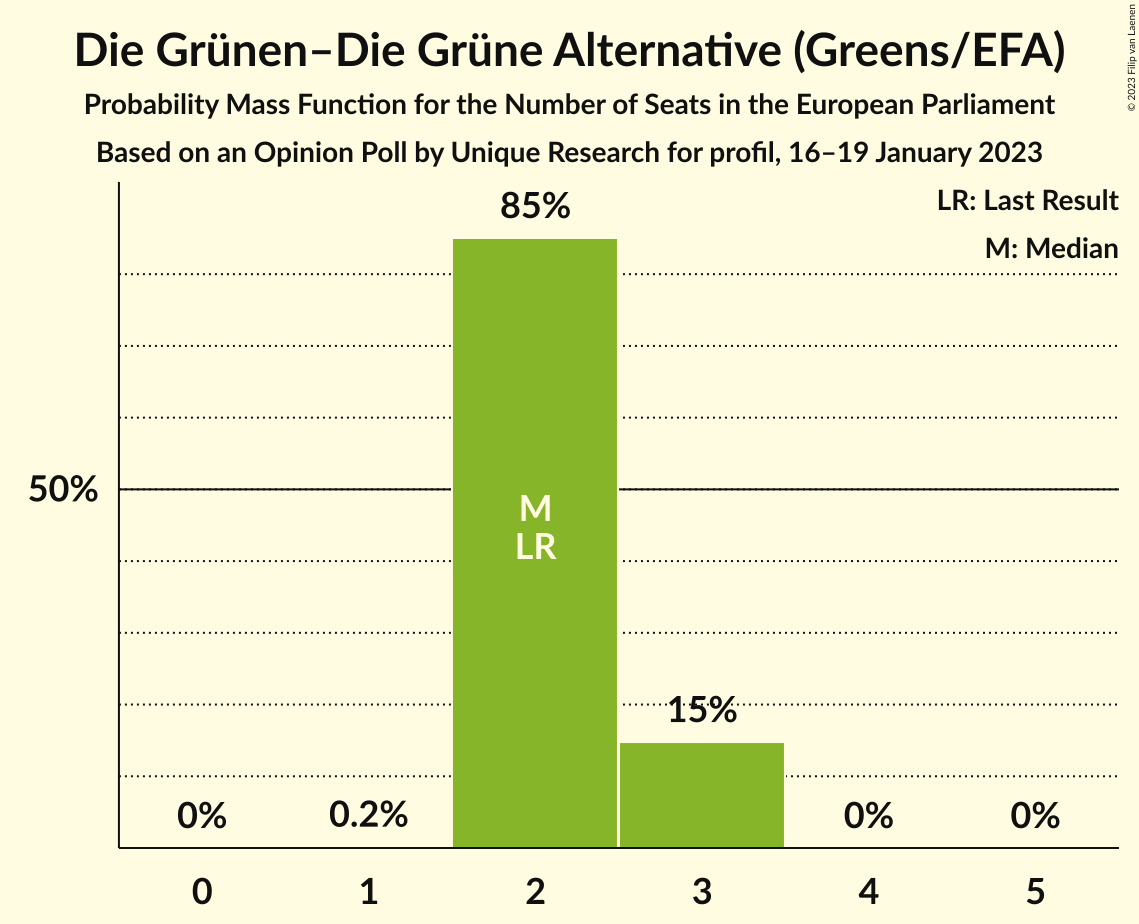 Die Grünen–Die Grüne Alternative (Greens/EFA)
Probability Mass Function for the Number of Seats in the European Parliament
Based on an Opinion Poll by Unique Research for profil, 16–19 January 2023
© 2023 Filip van Laenen
LR: Last Result
M: Median
85%
50%
M
LR
15%
0%
0.2%
0%
0%
0
1
2
3
4
5